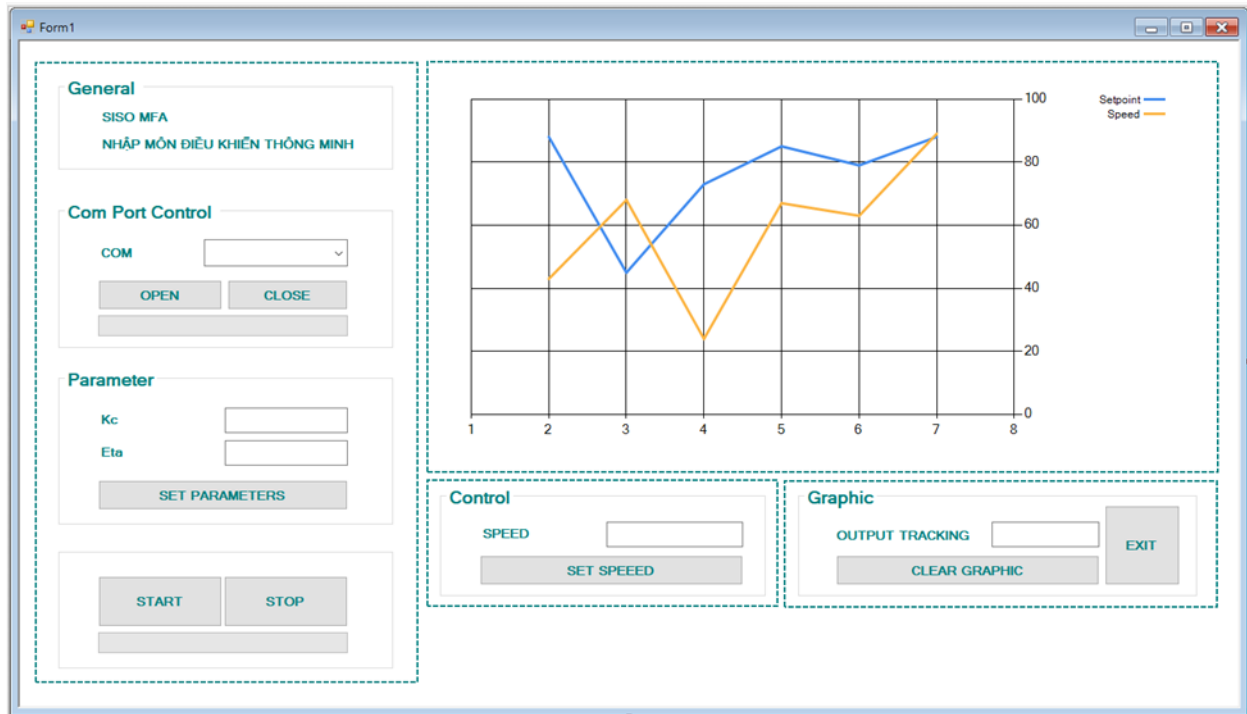 Form1
General
SISO MFA
NHẬP MÔN ĐIỀU KHIỂN THÔNG MINH
Com Port Control
COM
OPEN CLOSE
Parameter
Kc
Eta
SET PARAMETERS
START STOP
100
80
60
40
20
0
1 2 3 4 5 6 7 8
Setpoint
Speed
Control
SPEED
SET SPEEED
Graphic
OUTPUT TRACKING
CLEAR GRAPHIC
EXIT